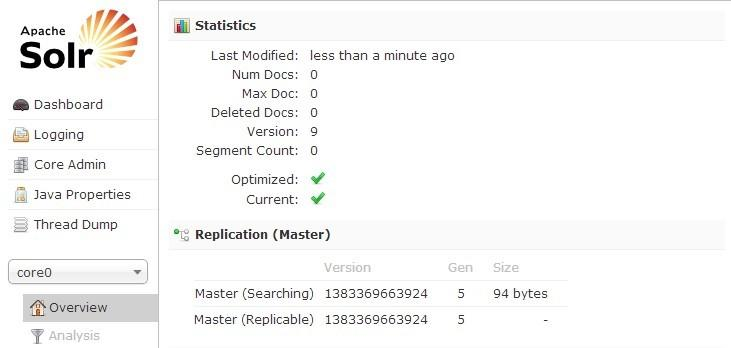 Apache
Solr
Dashboard
Logging
Core Admin
Java Properties
Thread Dump
core0
Overview
Analysis
Statistics
Last Modified: less than a minute ago
Num Docs: 0
Max Doc: 0
Deleted Docs: 0
Version: 9
Segment Count: 0
Optimized:
Current:
Replication (Master)
Version Gen Size
Master (Searching) 1383369663924 5 94 bytes
Master (Replicable) 1383369663924 5 -